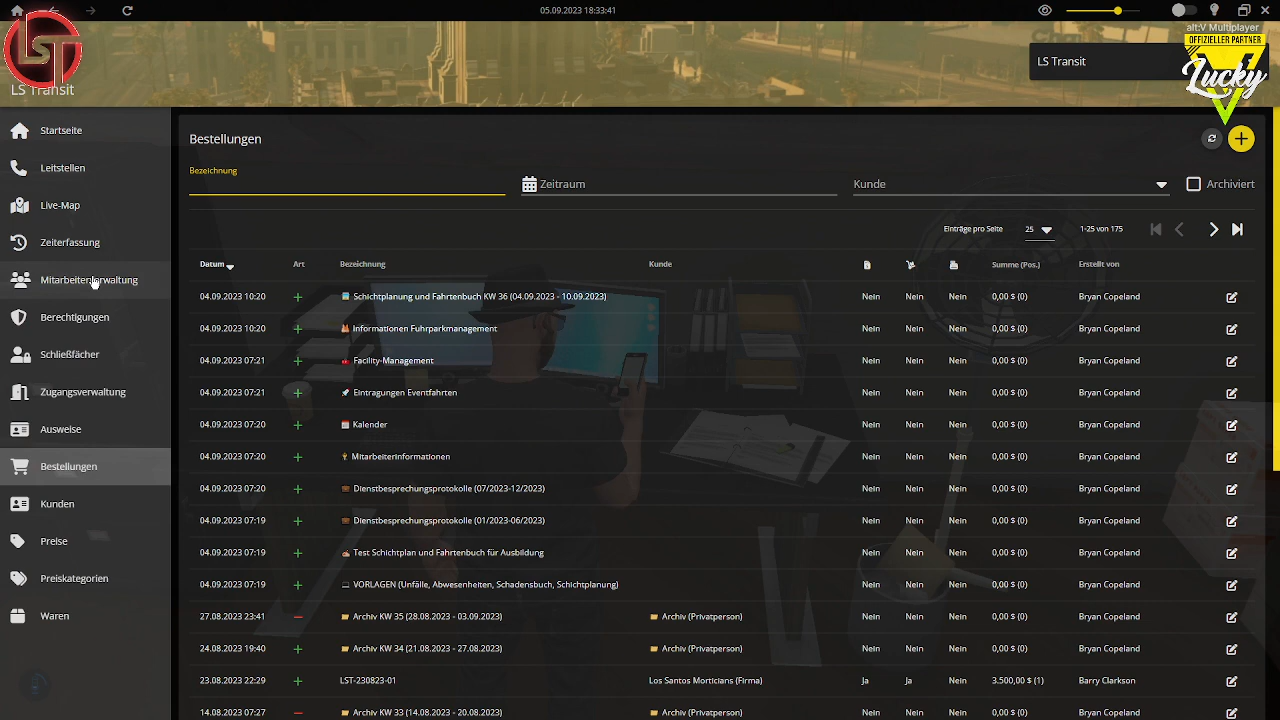 05.09.2023 18:33:41
alt:V Multiplayer
OFFIZIELLER PARTNER
Lucky
V
LST
LS Transit
LS Transit
Startseite
Leitstellen
Live-Map
Zeiterfassung
Mitarbeiterverwaltung
Berechtigungen
Schließfächer
Zugangsverwaltung
Ausweise
Bestellungen
Kunden
Preise
Preiskategorien
Waren
Bestellungen
Bezeichnung
Zeitraum
Kunde
Archiviert
Einträge pro Seite 25 1-25 von 175
Datum Art Bezeichnung Kunde Summe (Pos.) Erstellt von
04.09.2023 10:20 + Schichtplanung und Fahrtenbuch KW 36 (04.09.2023 - 10.09.2023) Nein Nein Nein 0,00 $ (0) Bryan Copeland
04.09.2023 10:20 + Informationen Fuhrparkmanagement Nein Nein Nein 0,00 $ (0) Bryan Copeland
04.09.2023 07:21 + Facility-Management Nein Nein Nein 0,00 $ (0) Bryan Copeland
04.09.2023 07:21 + Eintragungen Eventfahrten Nein Nein Nein 0,00 $ (0) Bryan Copeland
04.09.2023 07:20 + Kalender Nein Nein Nein 0,00 $ (0) Bryan Copeland
04.09.2023 07:20 + Mitarbeiterinformationen Nein Nein Nein 0,00 $ (0) Bryan Copeland
04.09.2023 07:20 + Dienstbesprechungsprotokolle (07/2023-12/2023) Nein Nein Nein 0,00 $ (0) Bryan Copeland
04.09.2023 07:19 + Dienstbesprechungsprotokolle (01/2023-06/2023) Nein Nein Nein 0,00 $ (0) Bryan Copeland
04.09.2023 07:19 + Test Schichtplan und Fahrtenbuch für Ausbildung Nein Nein Nein 0,00 $ (0) Bryan Copeland
04.09.2023 07:19 + VORLAGEN (Unfälle, Abwesenheiten, Schadensbuch, Schichtplanung) Nein Nein Nein 0,00 $ (0) Bryan Copeland
27.08.2023 23:41 – Archiv KW 35 (28.08.2023 - 03.09.2023) Archiv (Privatperson) Nein Nein Nein 0,00 $ (0) Bryan Copeland
24.08.2023 19:40 + Archiv KW 34 (21.08.2023 - 27.08.2023) Archiv (Privatperson) Nein Nein Nein 0,00 $ (0) Bryan Copeland
23.08.2023 22:29 + LST-230823-01 Los Santos Morticians (Firma) Ja Ja Nein 3.500,00 $ (1) Barry Clarkson
14.08.2023 07:27 – Archiv KW 33 (14.08.2023 - 20.08.2023) Archiv (Privatperson) Nein Nein Nein 0,00 $ (0) Bryan Copeland